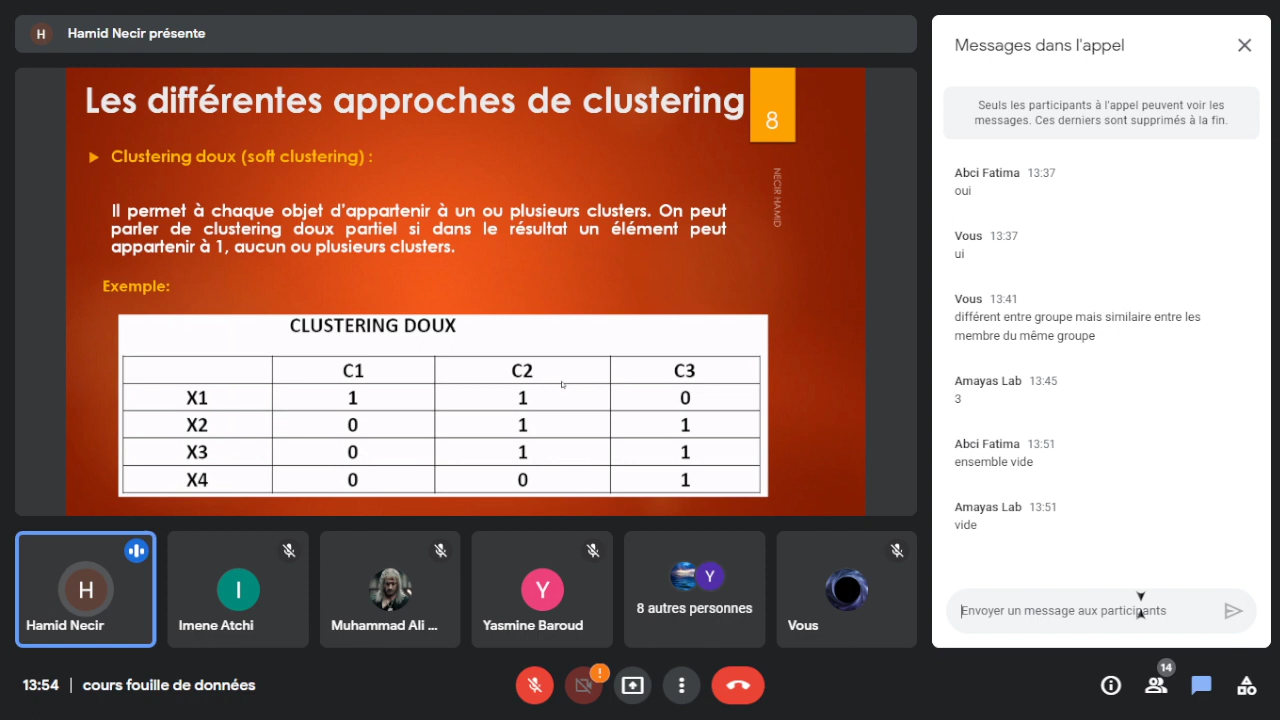 H Hamid Necir présente
Les différentes approches de clustering
8
NECIR HAMID
Clustering doux (soft clustering) :
Il permet à chaque objet d'appartenir à un ou plusieurs clusters. On peut
parler de clustering doux partiel si dans le résultat un élément peut
appartenir à 1, aucun ou plusieurs clusters.
Exemple:
CLUSTERING DOUX
C1 C2 C3
X1 1 1 0
X2 0 1 1
X3 0 1 1
X4 0 0 1
H
Hamid Necir
I
Imene Atchi
Muhammad Ali ...
Y
Yasmine Baroud
Y
8 autres personnes
Vous
13:54 | cours fouille de données
!
14
Messages dans l'appel
Seuls les participants à l'appel peuvent voir les
messages. Ces derniers sont supprimés à la fin.
Abci Fatima 13:37
oui
Vous 13:37
ui
Vous 13:41
différent entre groupe mais similaire entre les
membre du même groupe
Amayas Lab 13:45
3
Abci Fatima 13:51
ensemble vide
Amayas Lab 13:51
vide
Envoyer un message aux participants